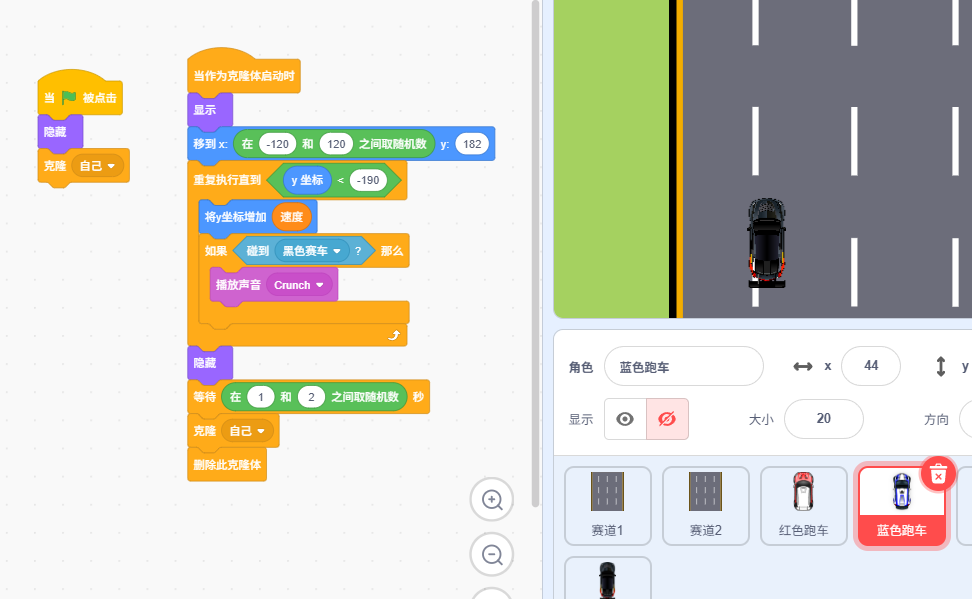 当 被点击
隐藏
克隆 自己
当作为克隆体启动时
显示
移到 x: 在 -120 和 120 之间取随机数 y: 182
重复执行直到 y 坐标 < -190
将y坐标增加 速度
如果 碰到 黑色赛车 ? 那么
播放声音 Crunch
隐藏
等待 在 1 和 2 之间取随机数 秒
克隆 自己
删除此克隆体
角色 蓝色跑车 x 44 y
显示 大小 20 方向
赛道1 赛道2 红色跑车 蓝色跑车